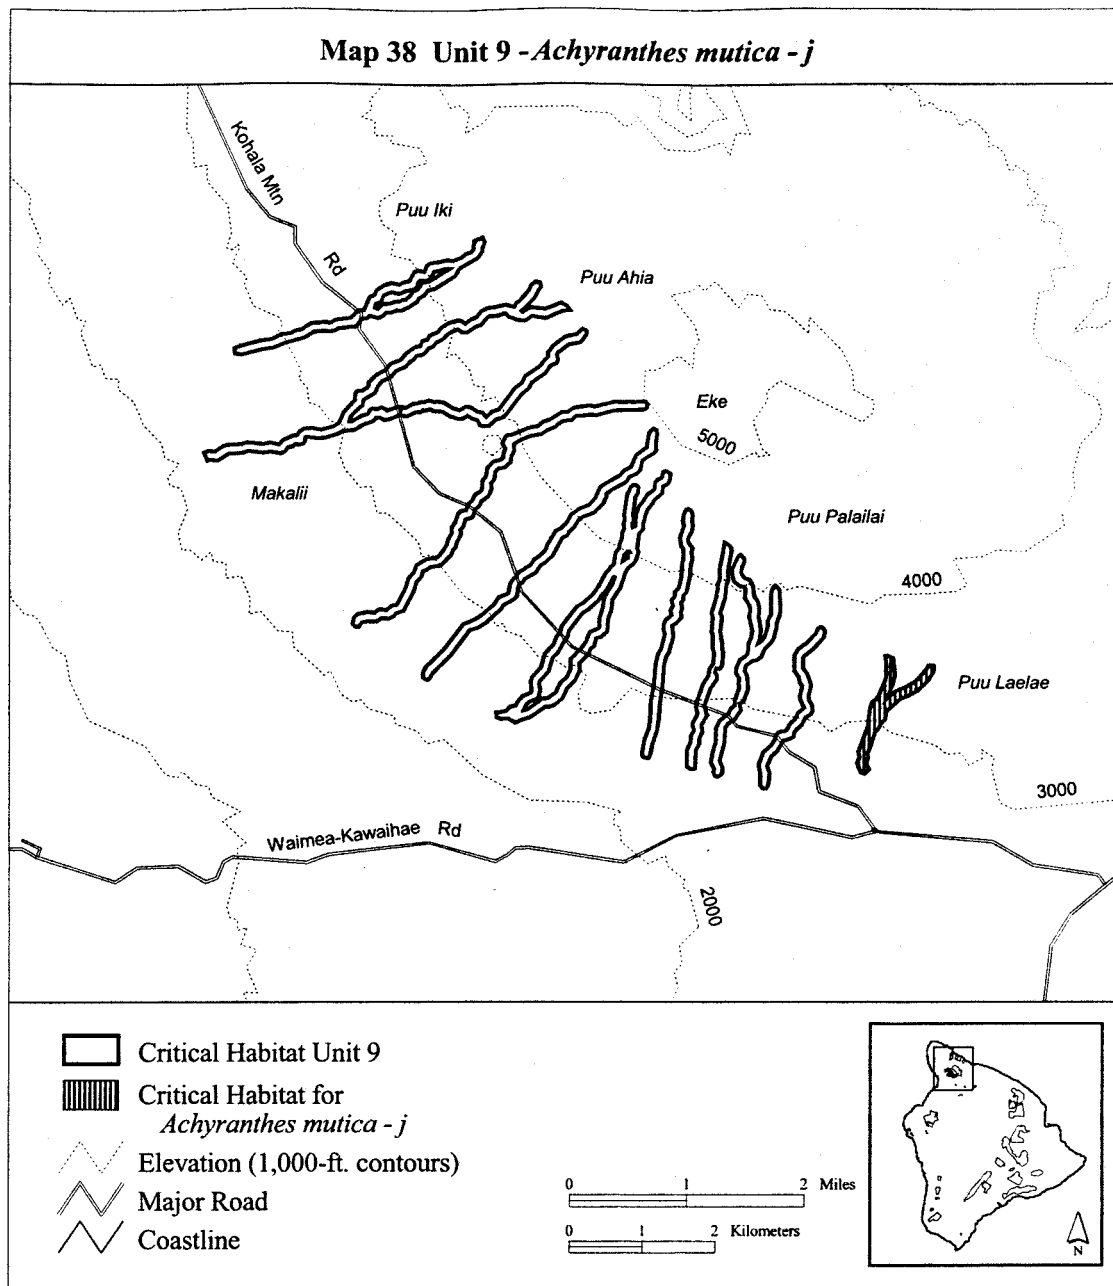 Map 38 Unit 9 - Achyranthes mutica - j
Kohala Mtn
Rd
Puu Iki
Puu Ahia
Eke
5000
Makalii
Puu Palailai
4000
Puu Laelae
3000
Waimea-Kawaihae Rd
2000
Critical Habitat Unit 9
Critical Habitat for
Achyranthes mutica - j
Elevation (1,000-ft. contours)
Major Road
Coastline
0 1 2 Miles
0 1 2 Kilometers
N